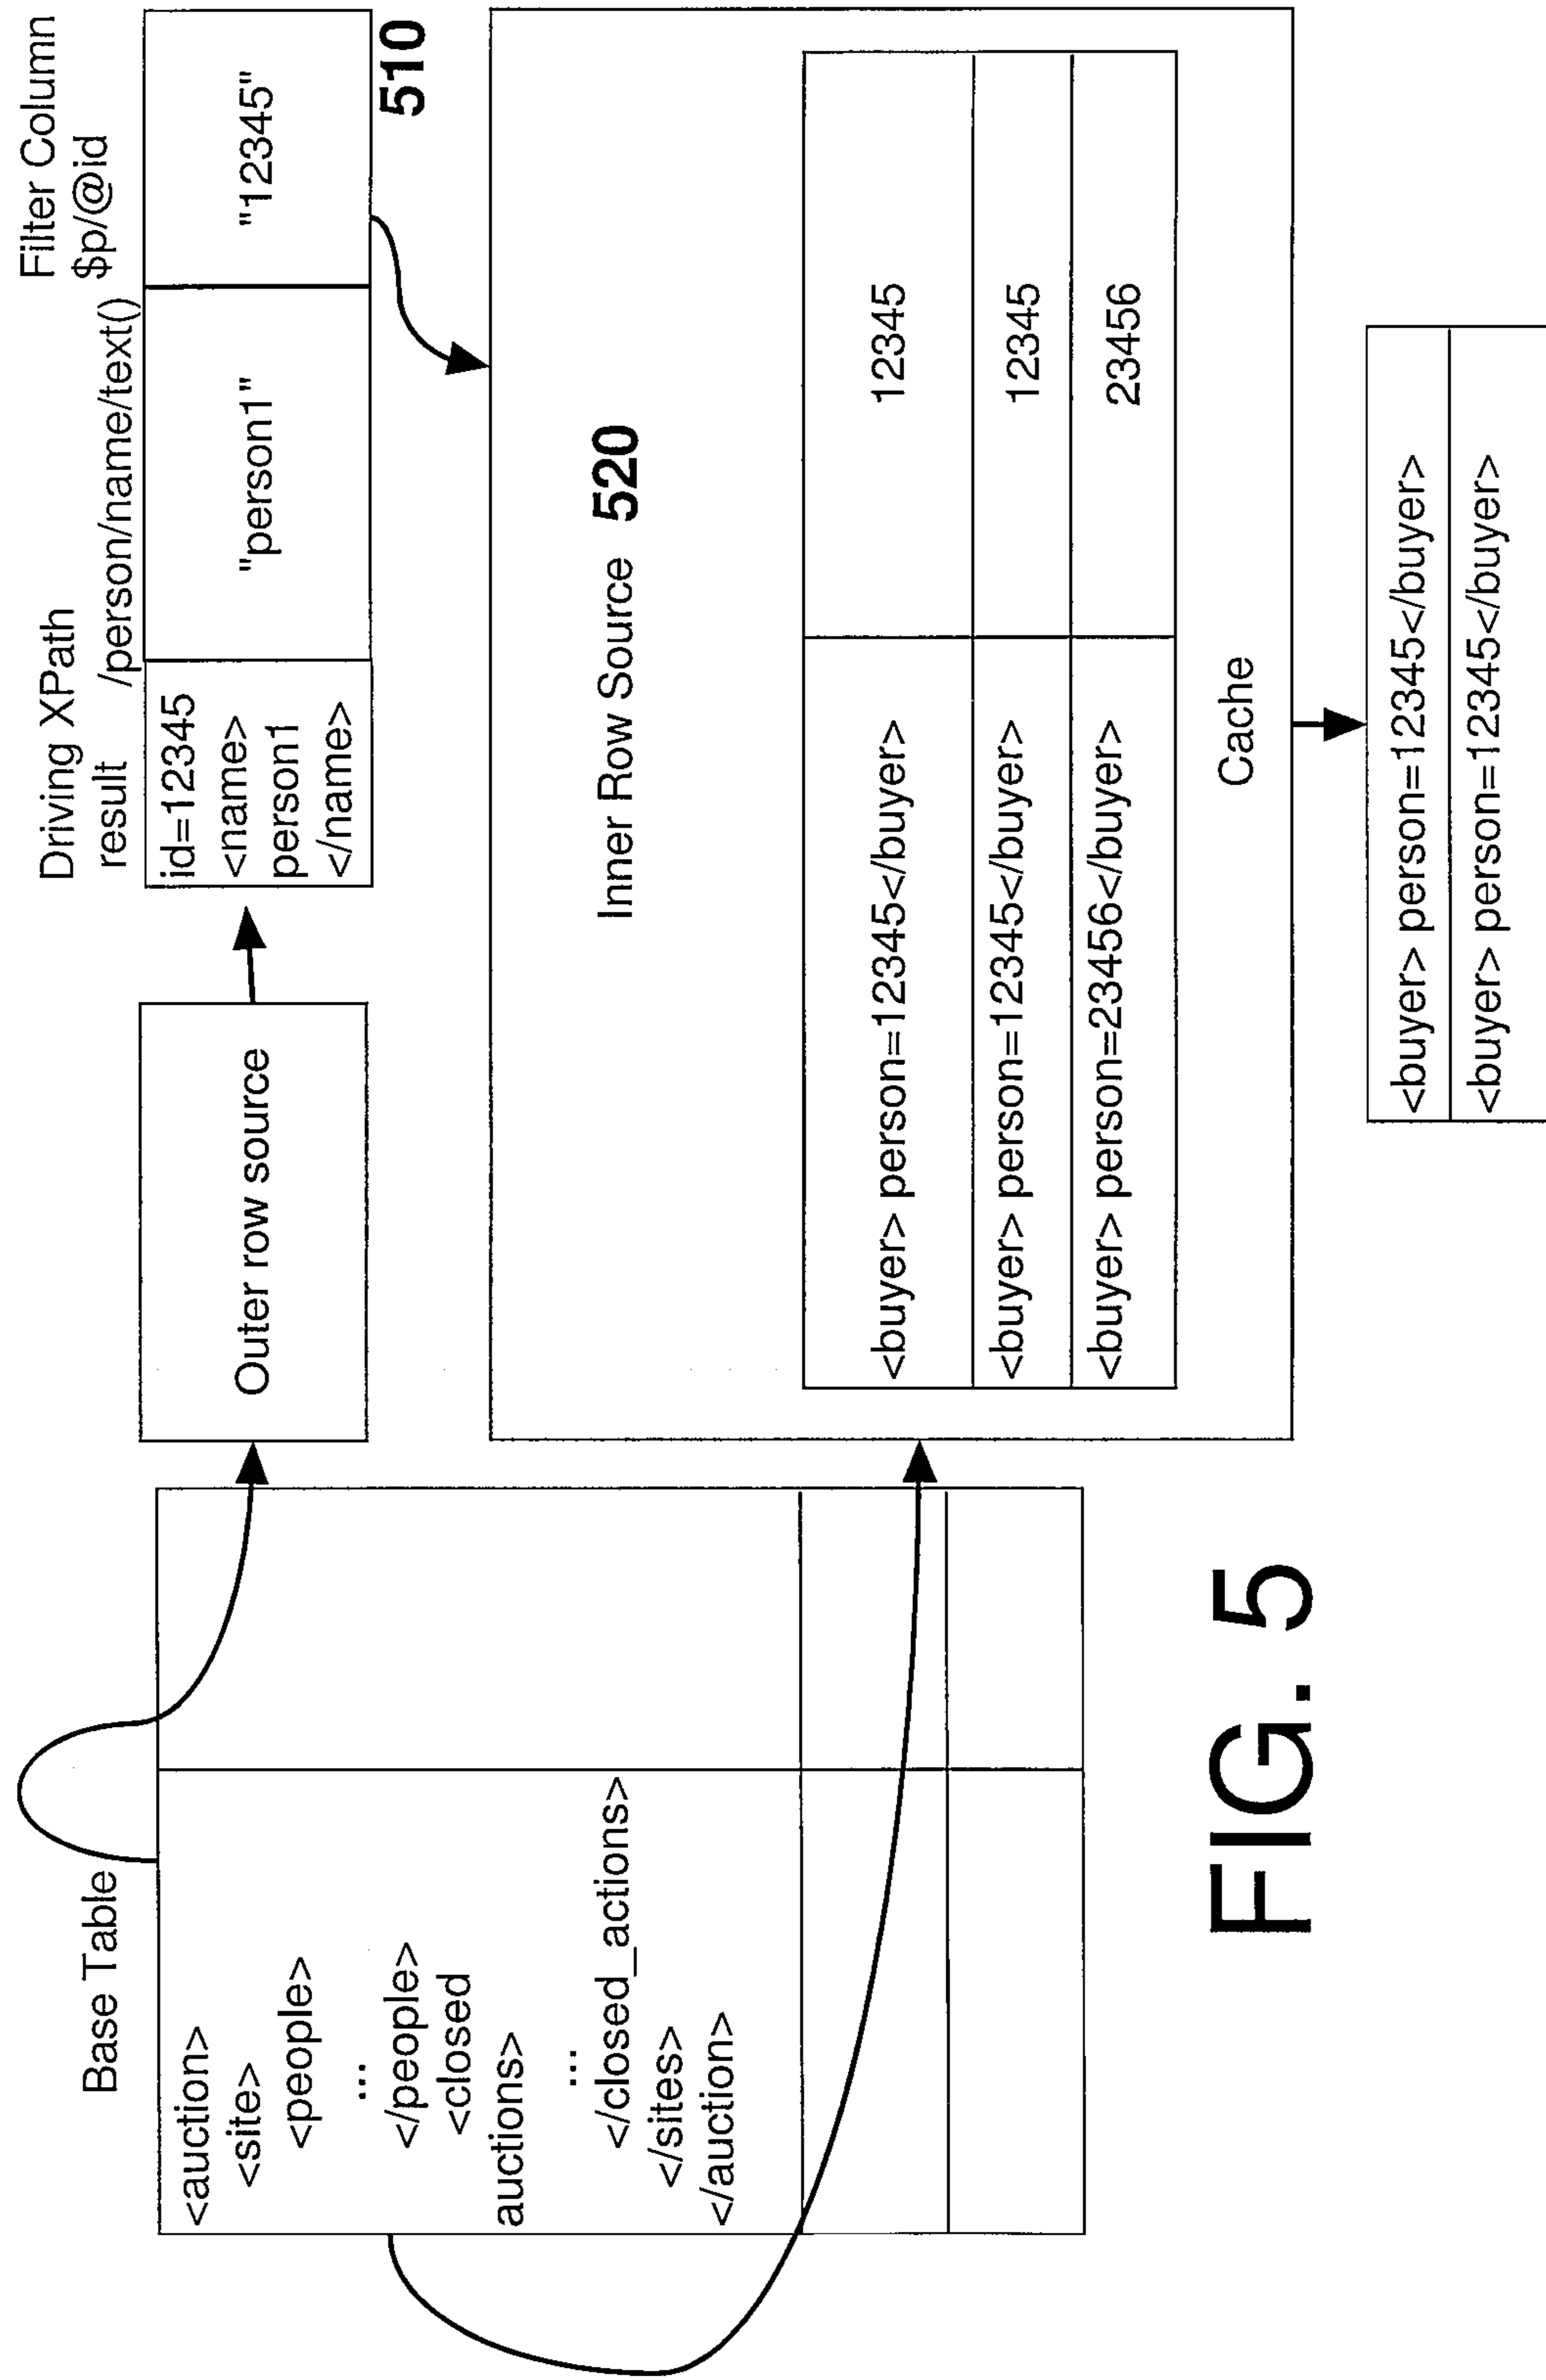 Base Table
<auction>
<site>
<people>
...
</people>
<closed
auctions>
...
</closed_actions>
</sites>
</auction>
Outer row source
Driving XPath
result
/person/name/text()
Filter Column
$p/@id
id=12345
<name>
person1
</name>
"person1"
"12345"
510
Inner Row Source 520
<buyer> person=12345</buyer>
12345
<buyer> person=12345</buyer>
12345
<buyer> person=23456</buyer>
23456
Cache
<buyer> person=12345</buyer>
<buyer> person=12345</buyer>
FIG. 5